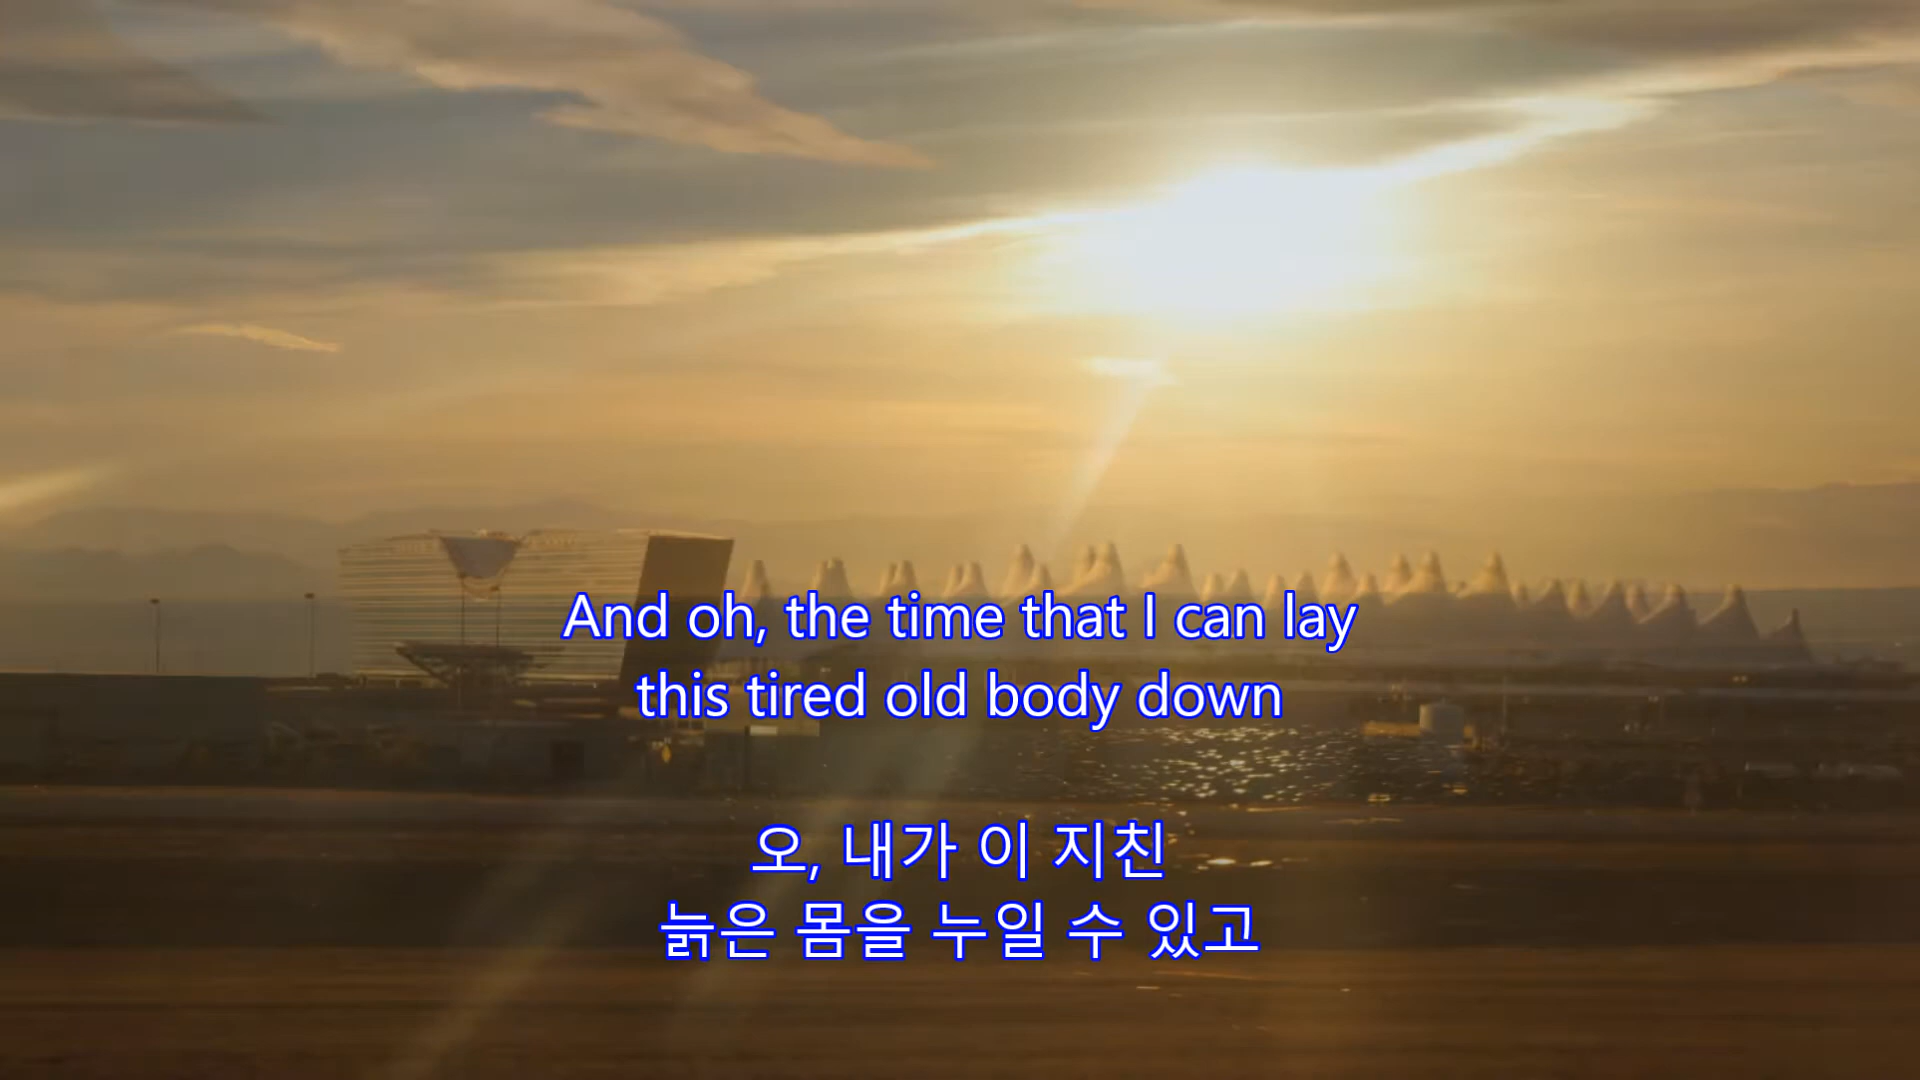 And oh, the time that I can lay
this tired old body down
오, 내가 이 지친
늙은 몸을 누일 수 있고